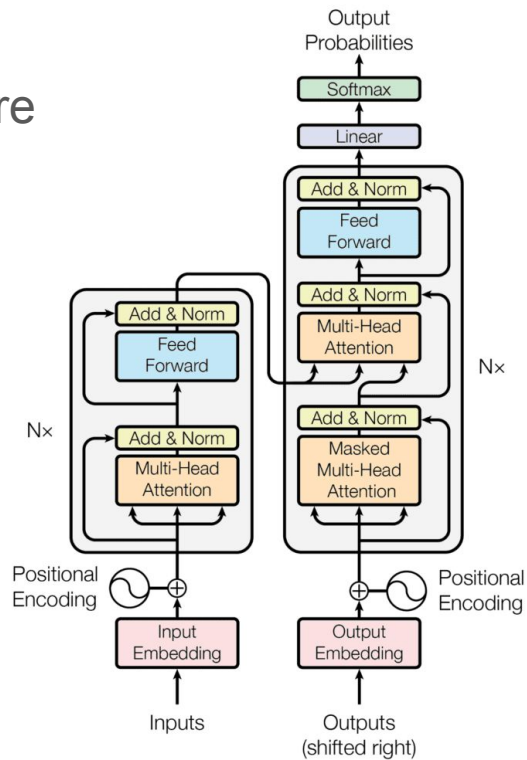 re
Output
Probabilities
Softmax
Linear
Add & Norm
Feed
Forward
Add & Norm
Multi-Head
Attention
Add & Norm
Masked
Multi-Head
Attention
Nx
Add & Norm
Feed
Forward
Add & Norm
Multi-Head
Attention
Nx
Positional
Encoding
Positional
Encoding
Input
Embedding
Output
Embedding
Inputs
Outputs
(shifted right)